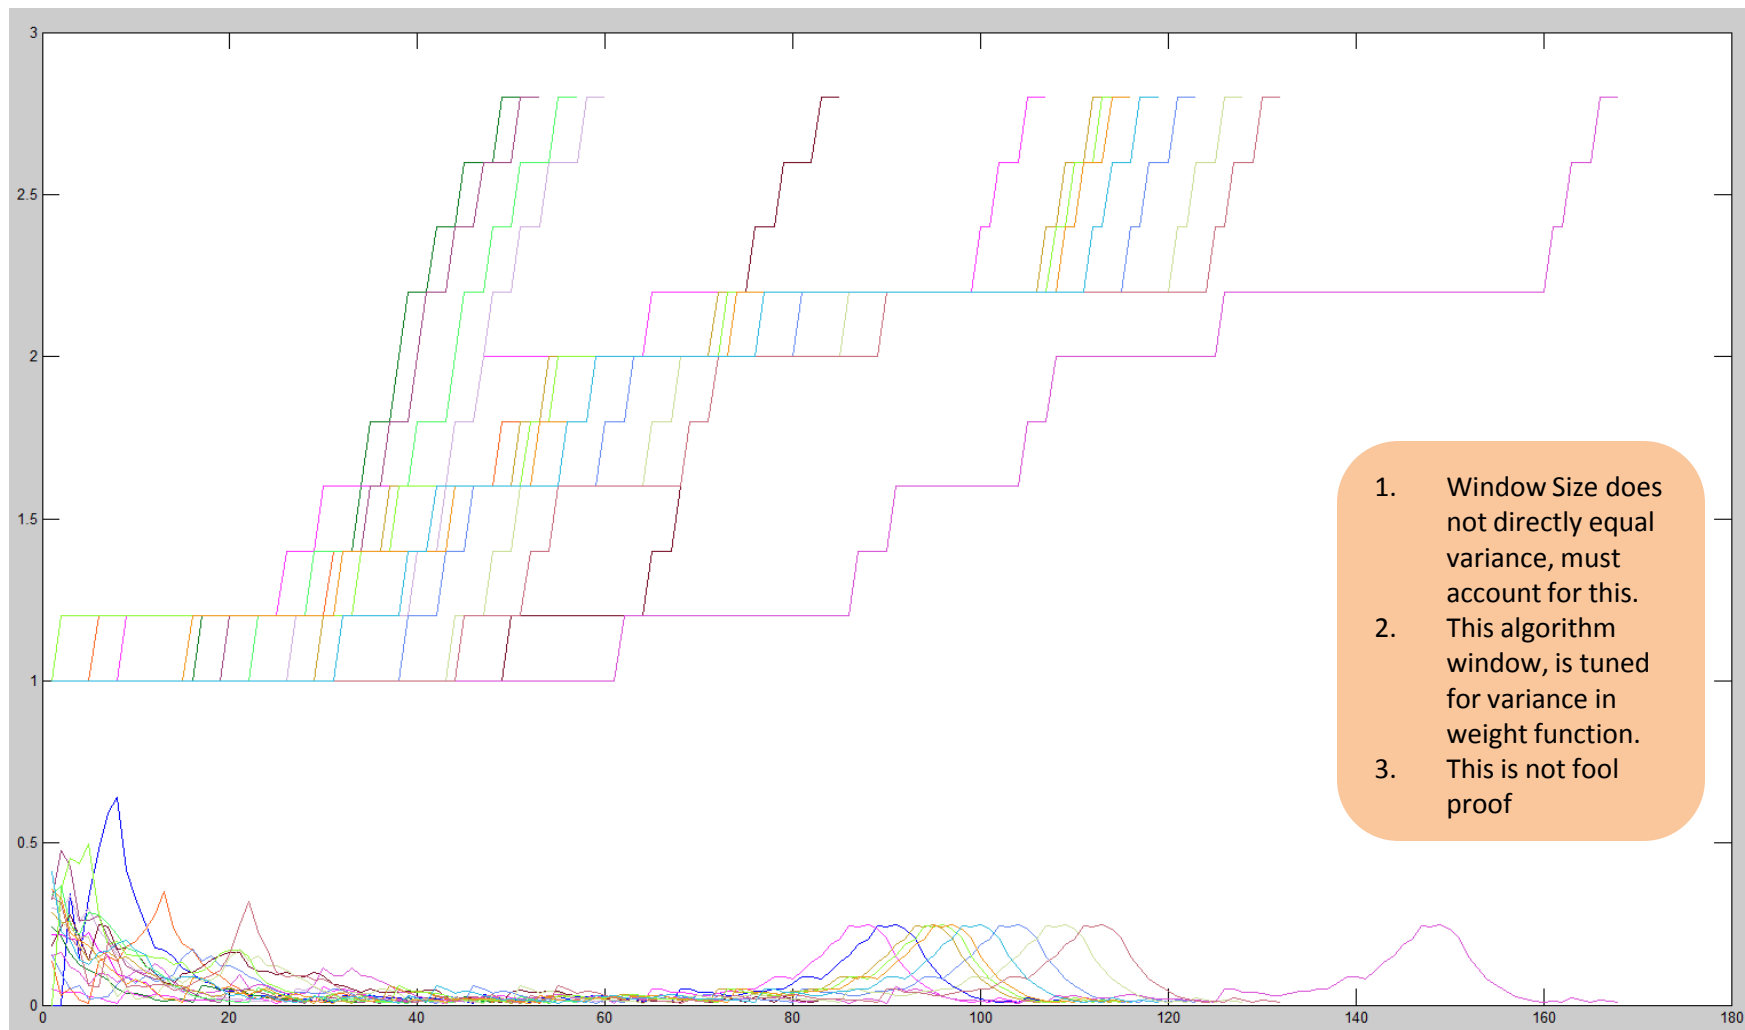 3
2.5
2
1.5
1
0.5
0
0 20 40 60 80 100 120 140 160 180
1. Window Size does
not directly equal
variance, must
account for this.
2. This algorithm
window, is tuned
for variance in
weight function.
3. This is not fool
proof